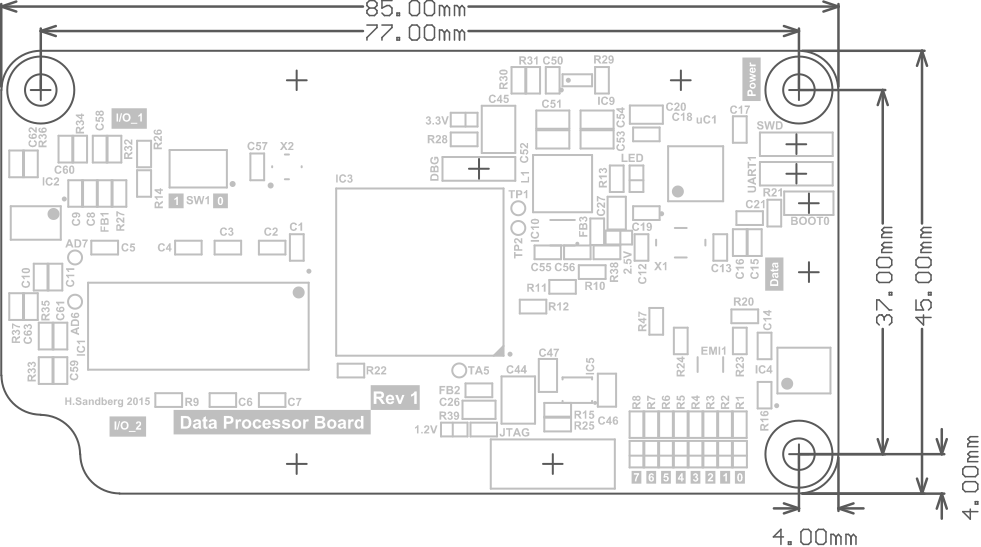 85.00mm
77.00mm
R31 C50 R29
R30
Power
C45 C51 IC9 C54 C20
C18 uC1 C17
I/O_1
C62 R36 R34 C58 R32 R26
3.3V
R28
C53
SWD
C57 X2
C52
LED
IC2 C60
DBG
L1
R13
UART1
IC3
R21
R14
1 SW1 0
TP1
C27
C21
BOOT0
C9 C8 FB1 R27
IC10
FB3
C19
AD7
C5 C4 C3 C2 C1
TP2
C10 C11
C55 C56 R38 2.5V C12 X1 C13 C16 C15
Data
R10
R11
37.00mm
45.00mm
R12
R37 C63 R35 C61 AD6
R20
R47
C14
IC1
R33 C59
C47 IC5
R24
EMI1
R23
IC4
R22
TA5
FB2 C44
Rev 1
H.Sandberg 2015
R9 C6 C7
C26
R39
R15
R25 C46
R8 R7 R6 R5 R4 R3 R2 R1
R16
I/O_2
Data Processor Board
1.2V
JTAG
7 6 5 4 3 2 1 0
4.00mm
4.00mm